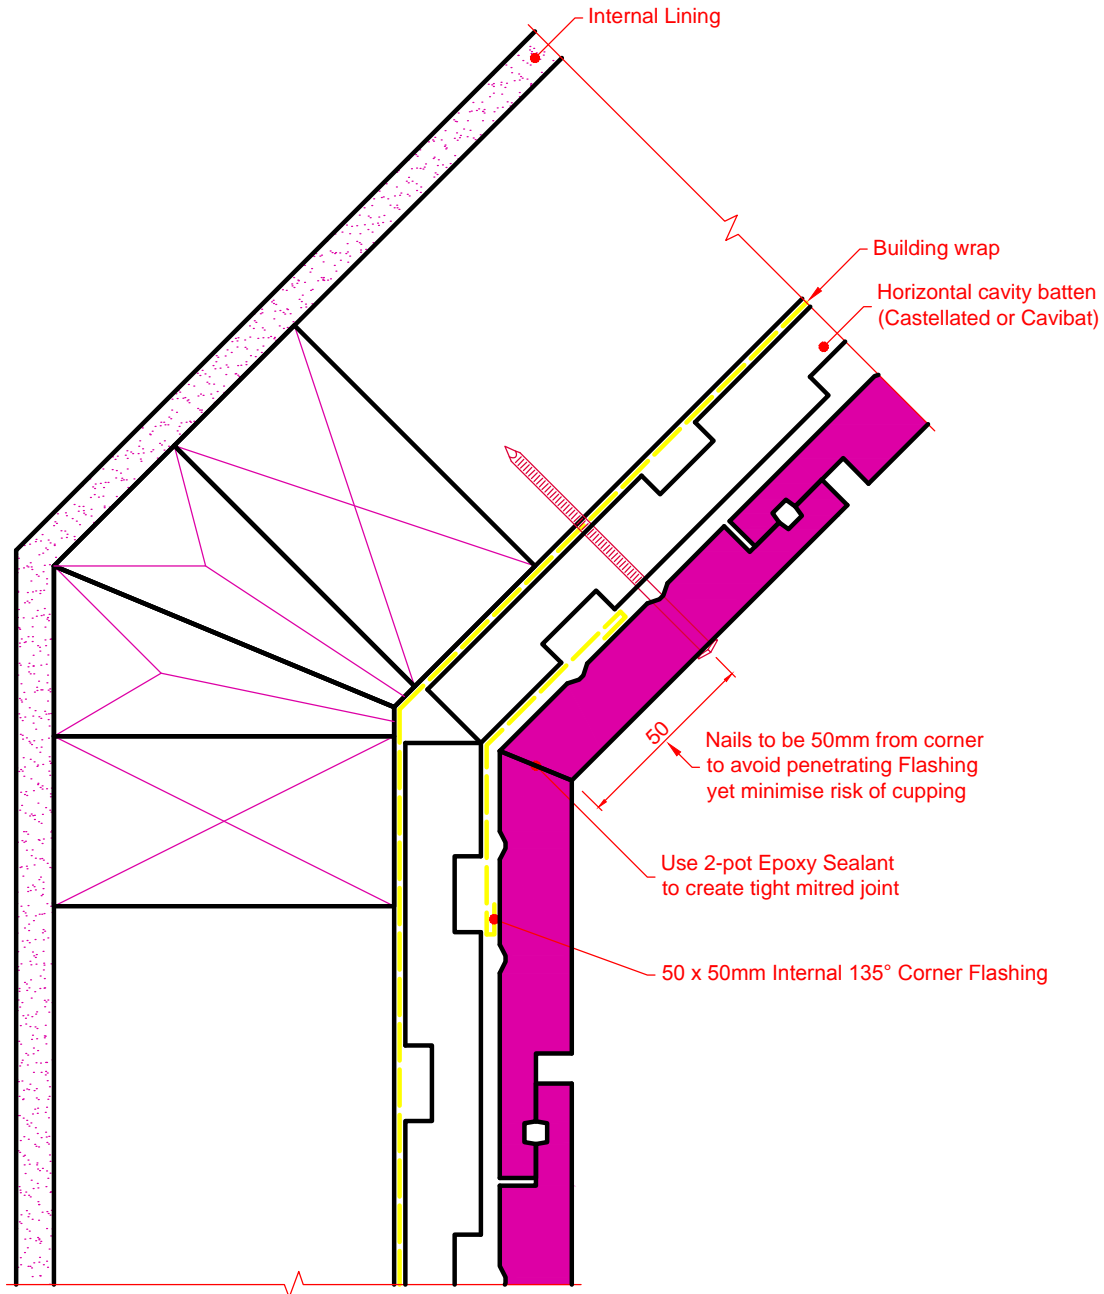 Internal Lining
Building wrap
Horizontal cavity batten
(Castellated or Cavibat)
50
Nails to be 50mm from corner
to avoid penetrating Flashing
yet minimise risk of cupping
Use 2-pot Epoxy Sealant
to create tight mitred joint
50 x 50mm Internal 135° Corner Flashing